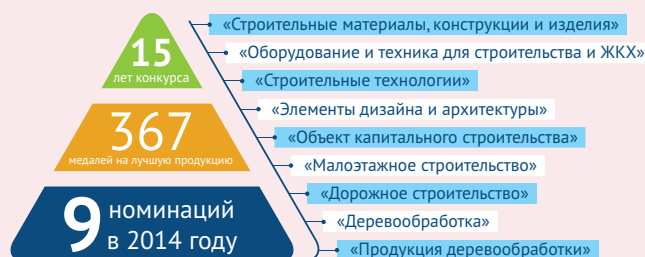 15
лет конкурса
367
медалей на лучшую продукцию
9 номинаций
в 2014 году
«Строительные материалы, конструкции и изделия»
«Оборудование и техника для строительства и ЖКХ»
«Строительные технологии»
«Элементы дизайна и архитектуры»
«Объект капитального строительства»
«Малоэтажное строительство»
«Дорожное строительство»
«Деревообработка»
«Продукция деревообработки»